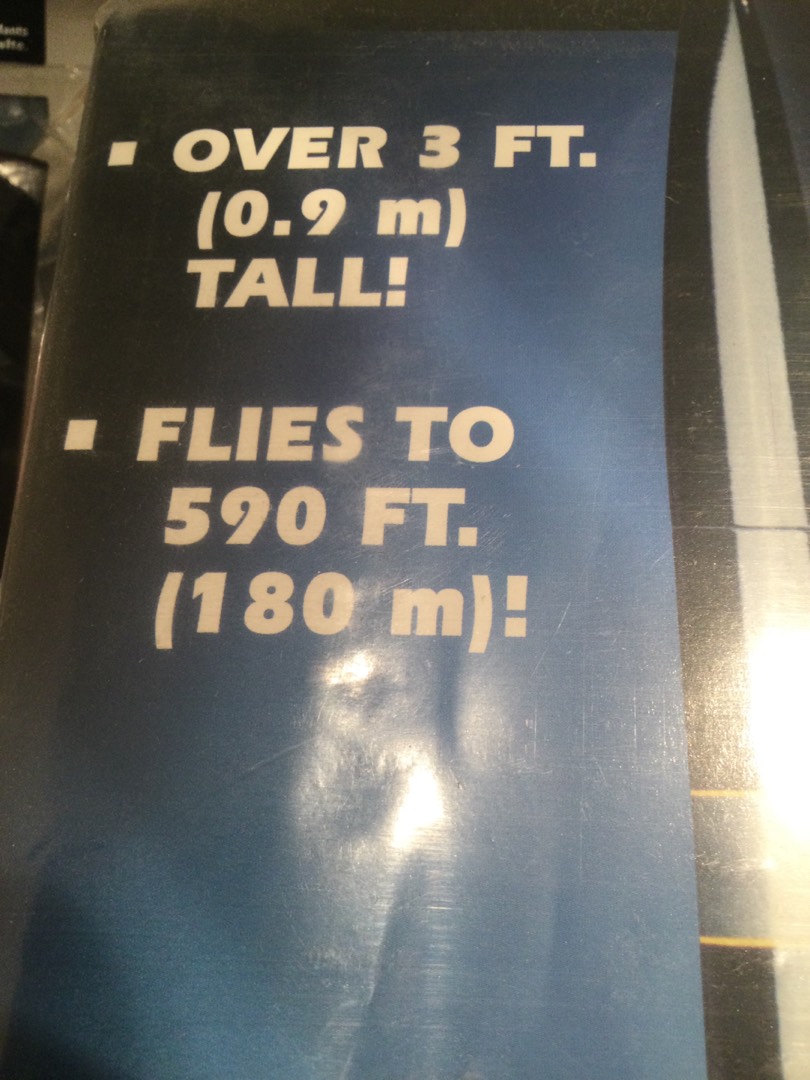 ▪ OVER 3 FT.
(0.9 m)
TALL!
▪ FLIES TO
590 FT.
(180 m)!